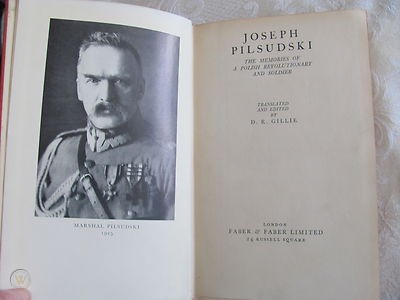 MARSHAL PILSUDSKI
JOSEPH
PILSUDSKI
THE MEMORIES OF
A POLISH REVOLUTIONARY
AND SOLDIER
TRANSLATED
AND EDITED
BY
D. R. GILLIE
LONDON
FABER & FABER LIMITED
24 RUSSELL SQUARE